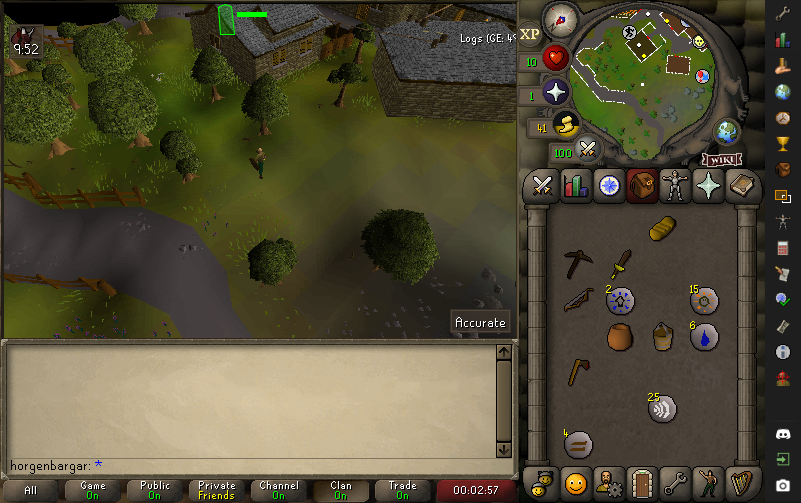 9:52
Logs (GE: 49
XP
10
1
41
100
WIKI
2
15
6
25
4
Accurate
horgenbargar: *
All
Game
On
Public
On
Private
Friends
Channel
On
Clan
On
Trade
On
00:02:57